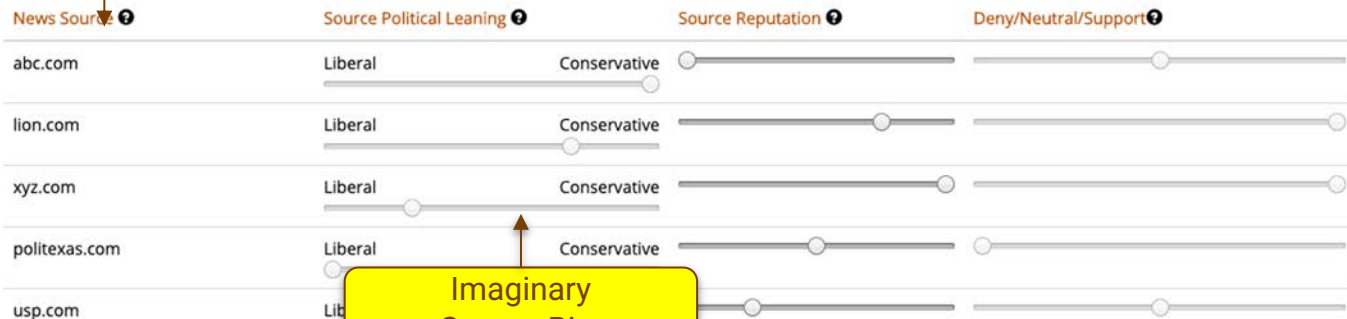 News Source ? Source Political Leaning ? Source Reputation ? Deny/Neutral/Support?
abc.com Liberal Conservative
lion.com Liberal Conservative
xyz.com Liberal Conservative
politexas.com Liberal Conservative
Imaginary
usp.com